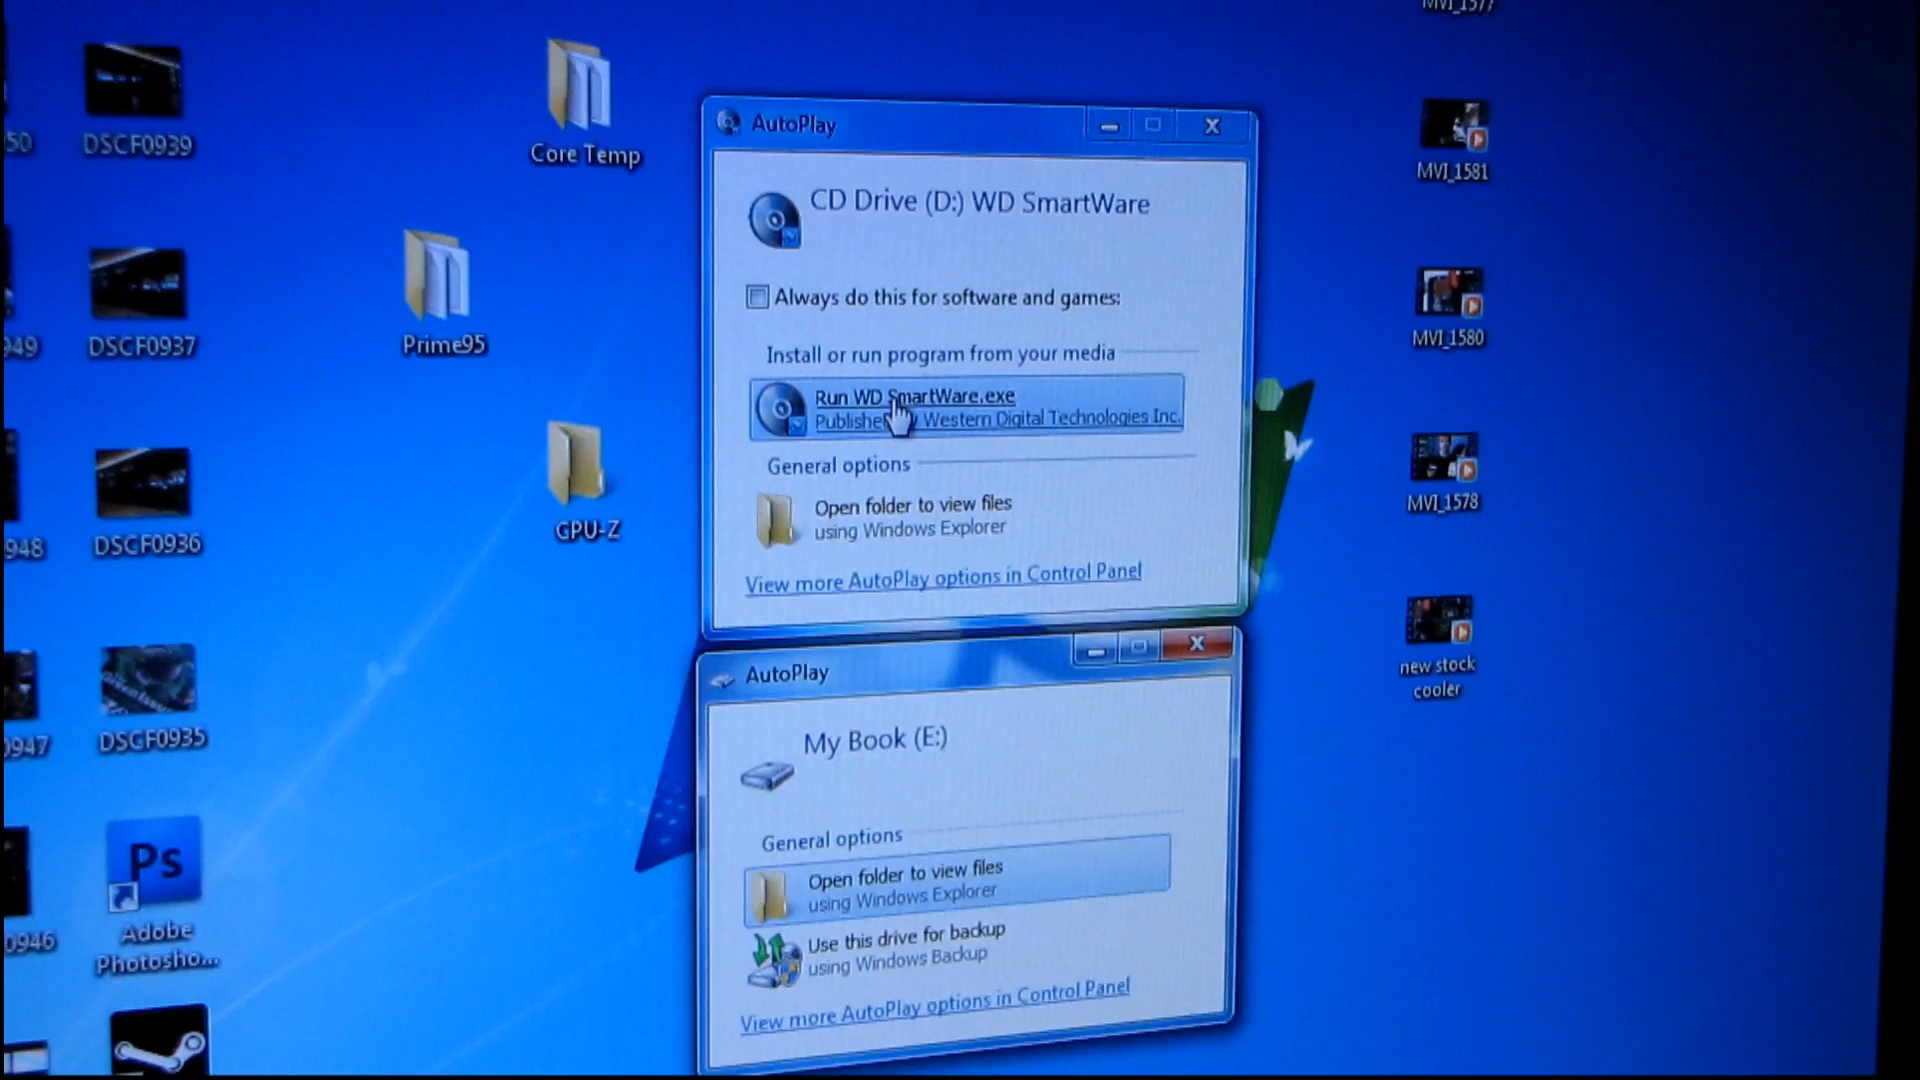 MVI_1577
50
DSCF0939
Core Temp
AutoPlay
CD Drive (D:) WD SmartWare
Always do this for software and games:
Install or run program from your media
Run WD SmartWare.exe
Western Digital Technologies Inc.
General options
Open folder to view files
using Windows Explorer
View more AutoPlay options in Control Panel
MVI_1581
MVI_1580
MVI_1578
new stock
cooler
949
DSCF0937
Prime95
948
DSCF0936
GPU-Z
0947
DSCF0935
AutoPlay
My Book (E:)
General options
Open folder to view files
using Windows Explorer
Use this drive for backup
using Windows Backup
View more AutoPlay options in Control Panel
Ps
0946
Adobe
Photosho...